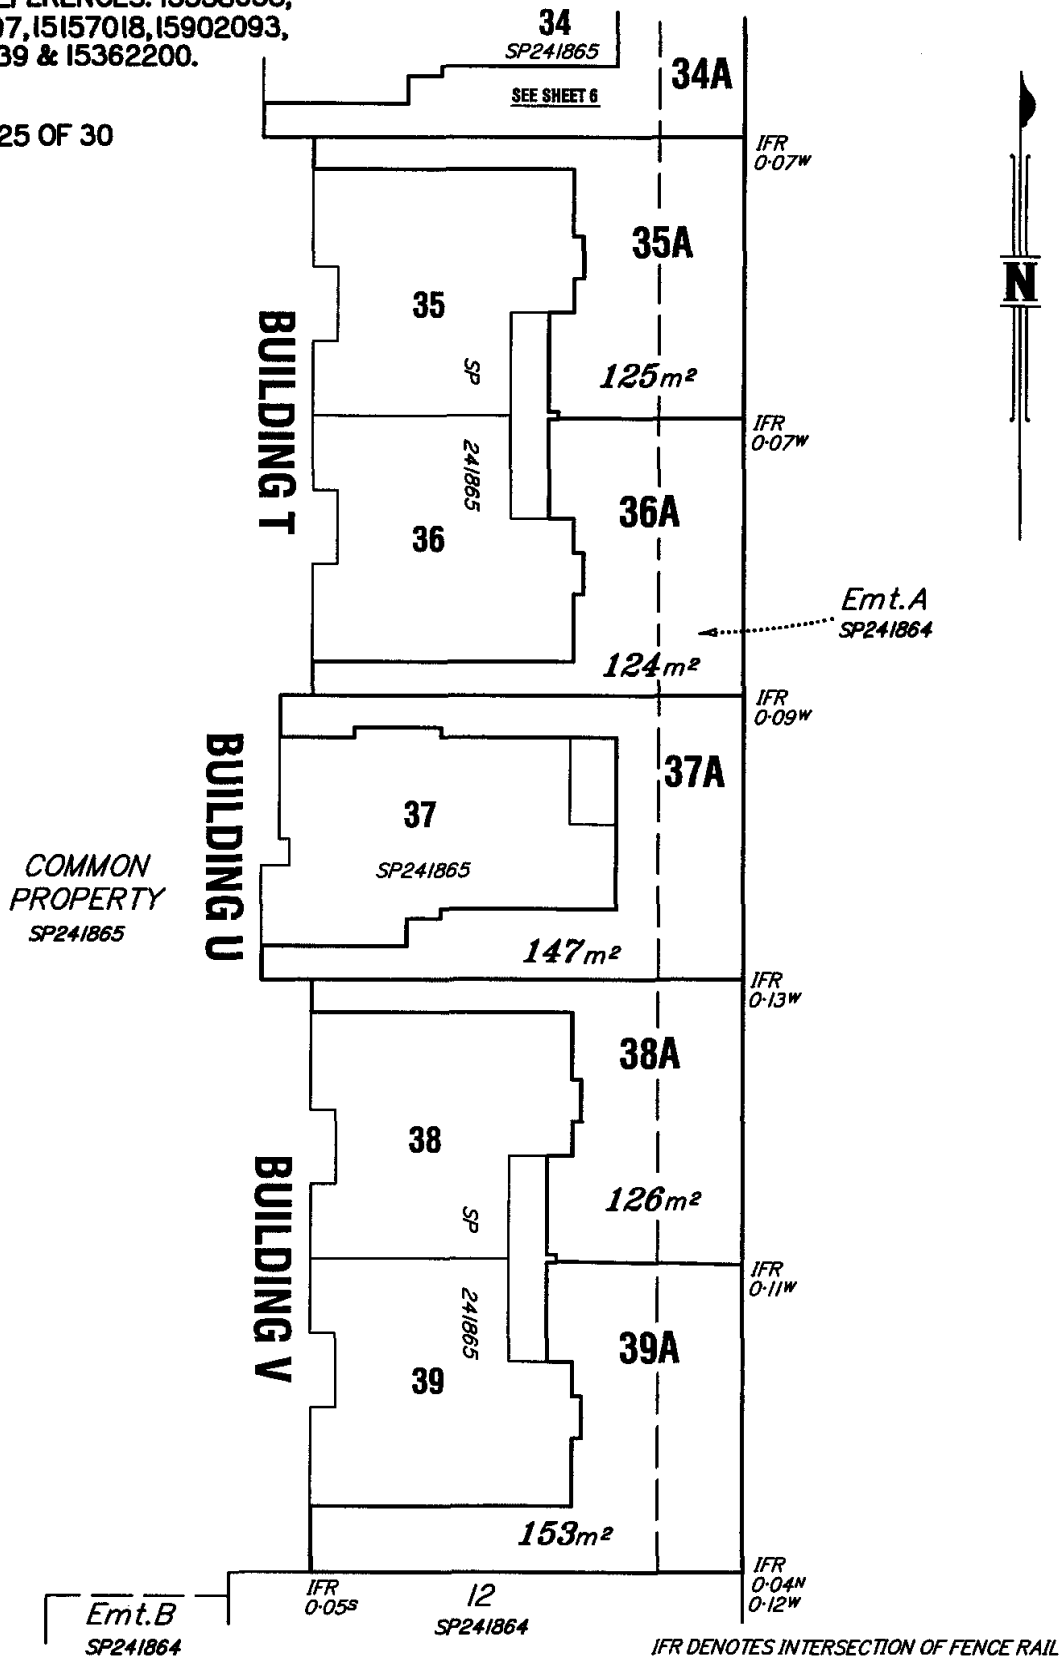 07,15157018,15902093,
39 & 15362200.
25 OF 30
34
SP241865
SEE SHEET 6
34A
IFR
0·07W
35A
35
SP
125m²
BUILDING T
IFR
0·07W
241865
36A
36
Emt.A
SP241864
124m²
IFR
0·09W
37A
BUILDING U
37
SP241865
COMMON
PROPERTY
SP241865
147m²
IFR
0·13W
38A
38
126m²
BUILDING V
SP
IFR
0·11W
241865
39A
39
153m²
IFR
0·04N
0·12W
IFR
0·05S
12
SP241864
Emt.B
SP241864
IFR DENOTES INTERSECTION OF FENCE RAIL
N